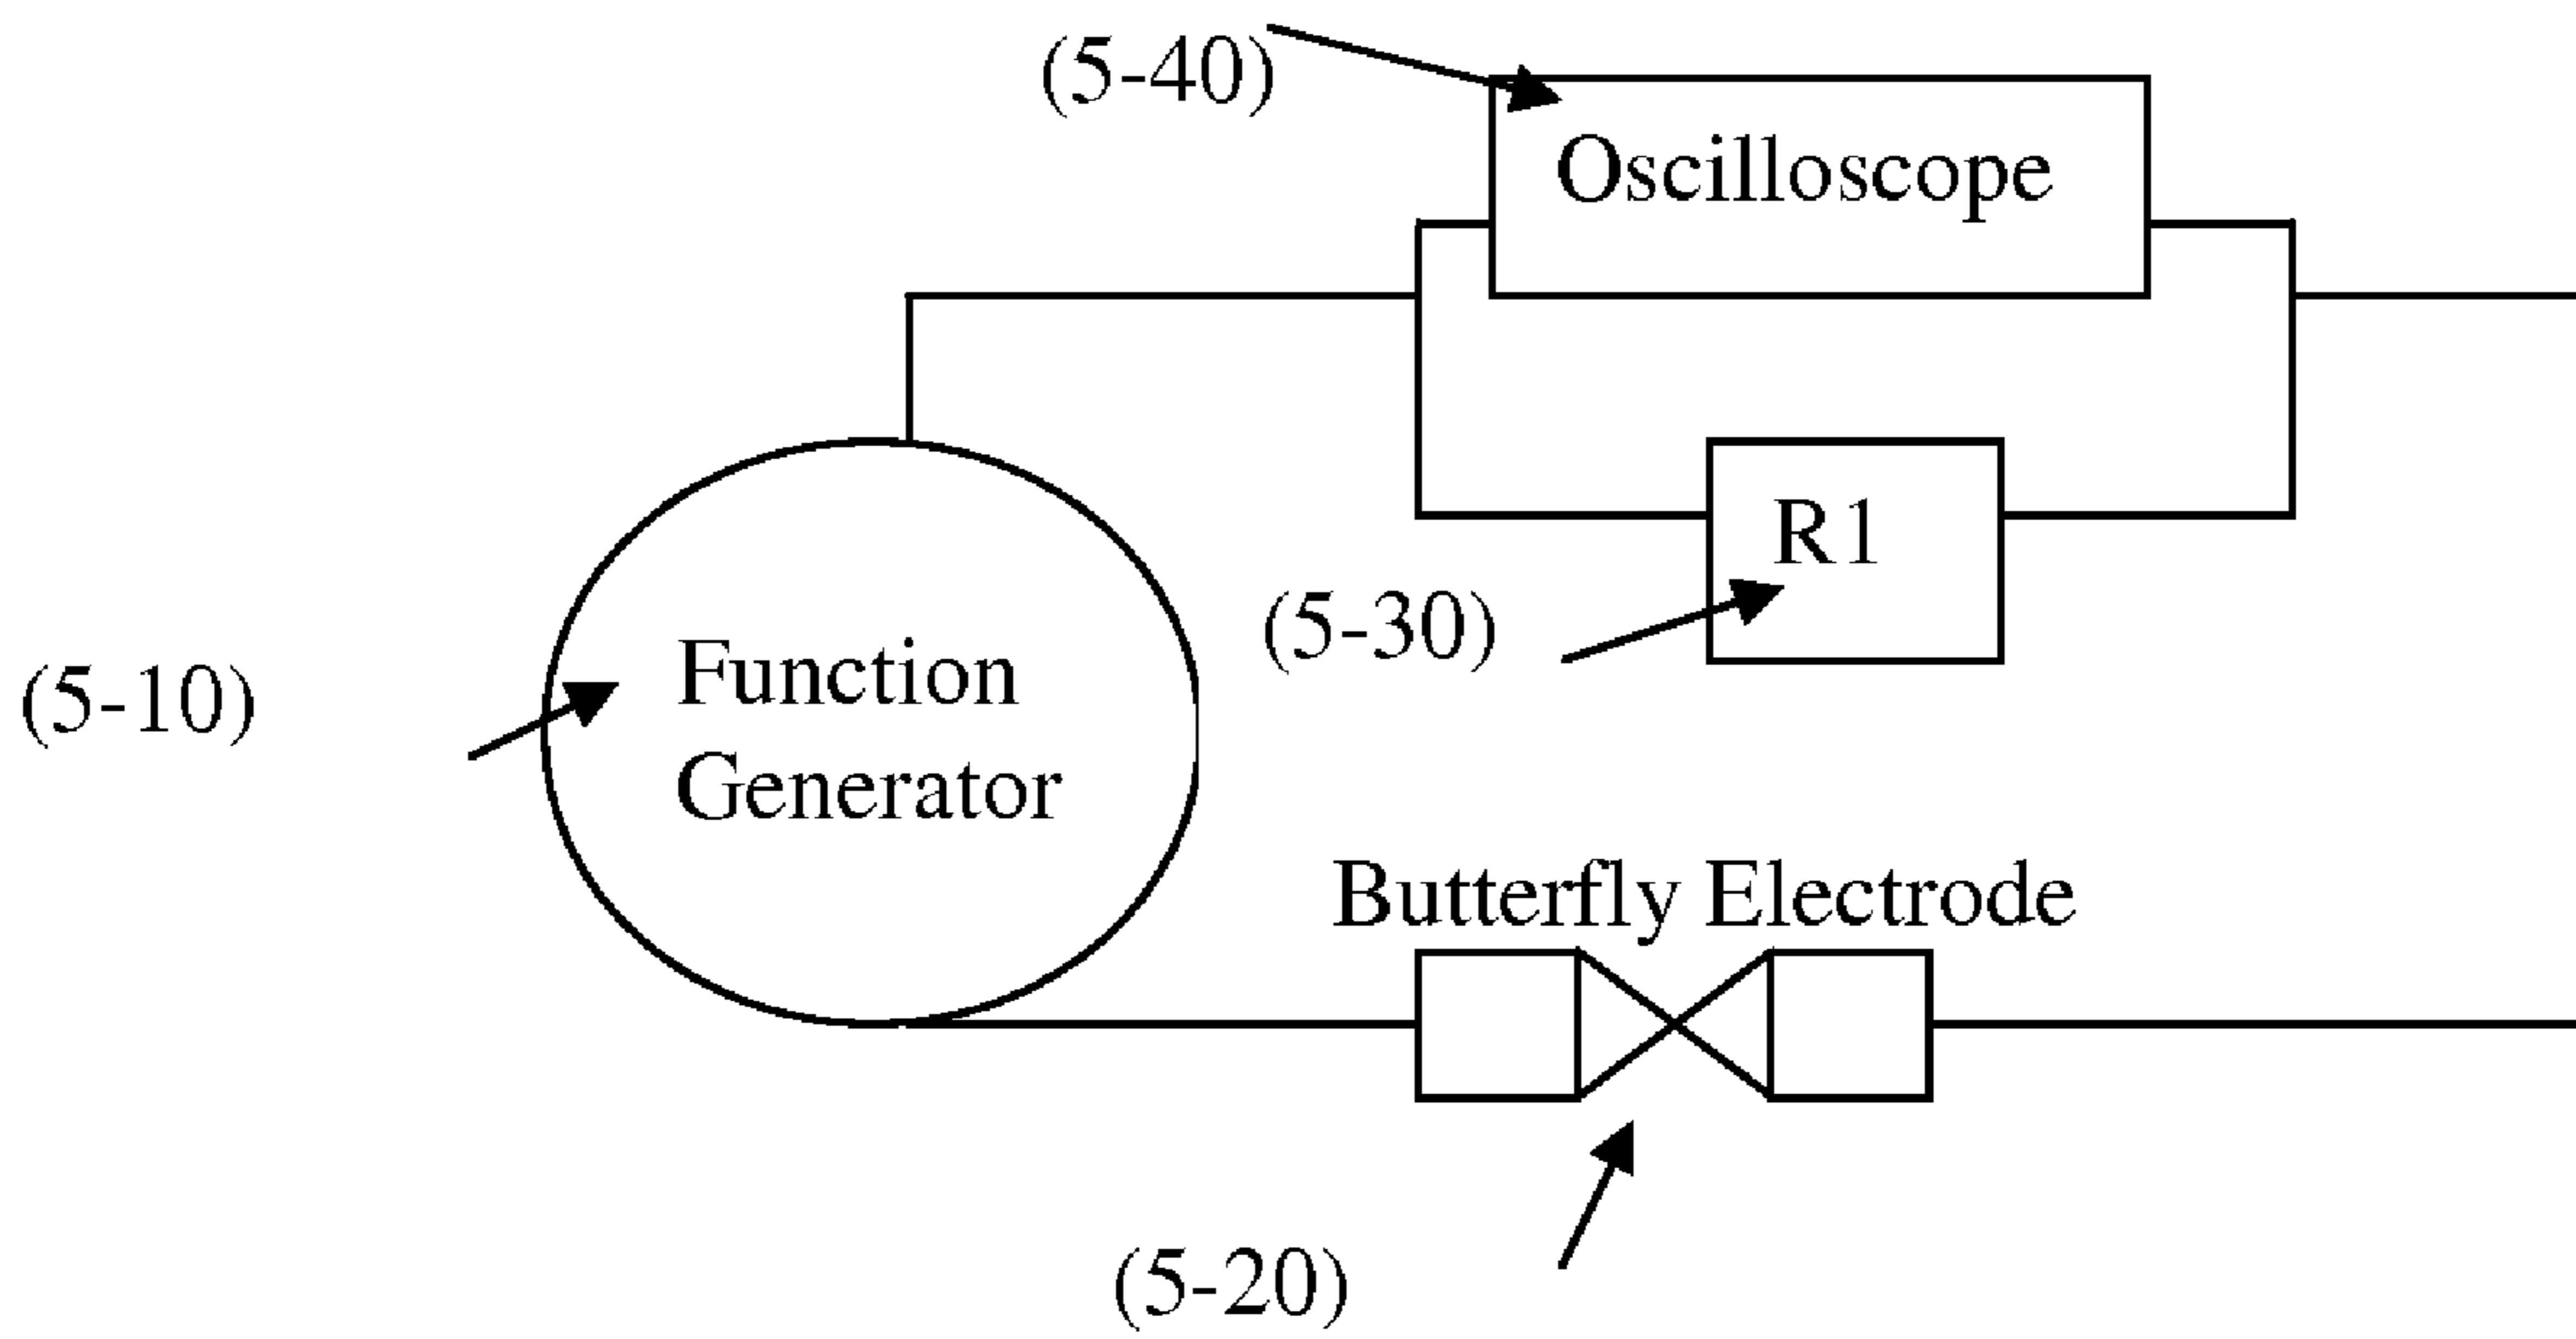 (5-40)
Oscilloscope
R1
(5-30)
(5-10)
Function
Generator
Butterfly Electrode
(5-20)